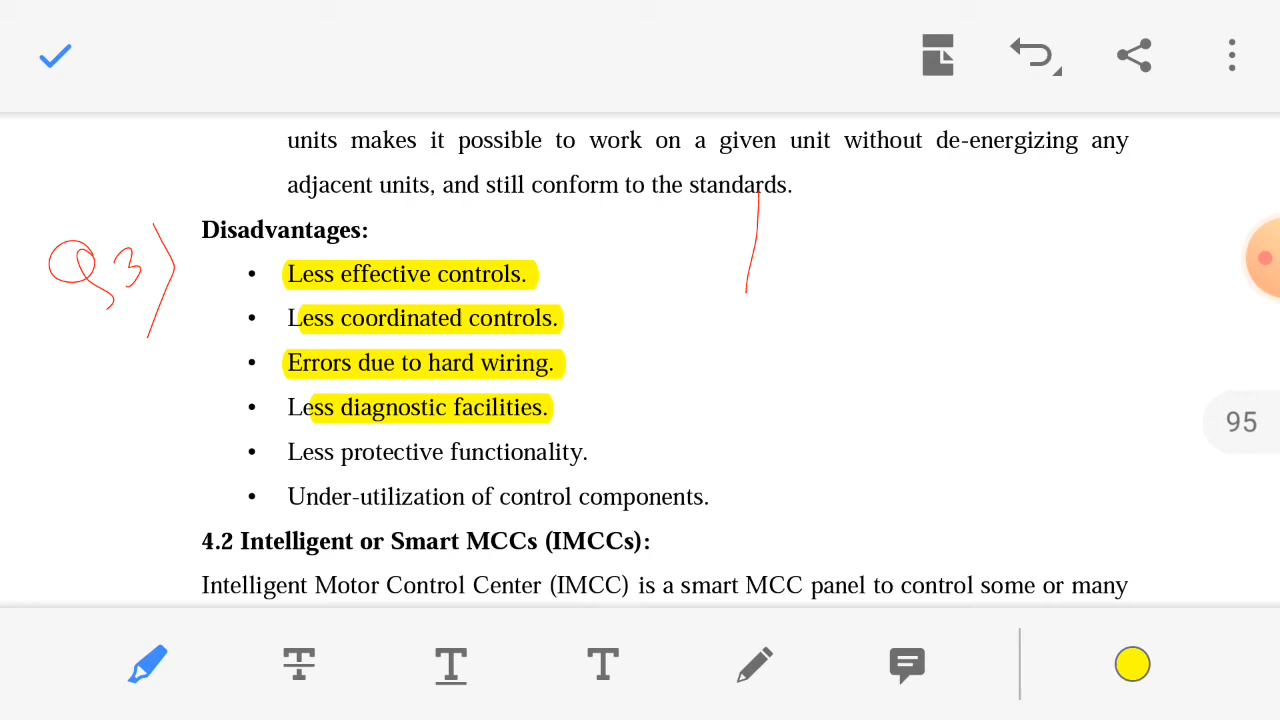 units makes it possible to work on a given unit without de-energizing any
adjacent units, and still conform to the standards.
Disadvantages:
Q3)
• Less effective controls.
• Less coordinated controls.
• Errors due to hard wiring.
• Less diagnostic facilities.
95
• Less protective functionality.
• Under-utilization of control components.
4.2 Intelligent or Smart MCCs (IMCCs):
Intelligent Motor Control Center (IMCC) is a smart MCC panel to control some or many